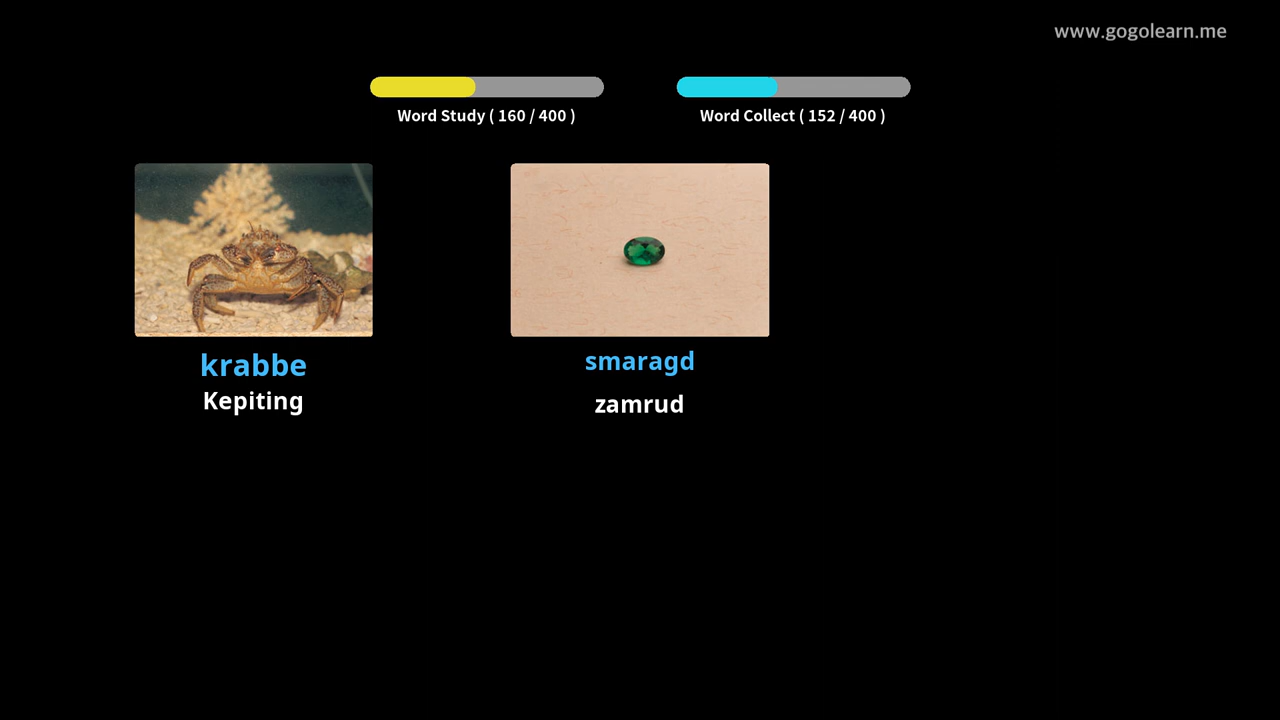 www.gogolearn.me
Word Study ( 160 / 400 )
Word Collect ( 152 / 400 )
krabbe
Kepiting
smaragd
zamrud